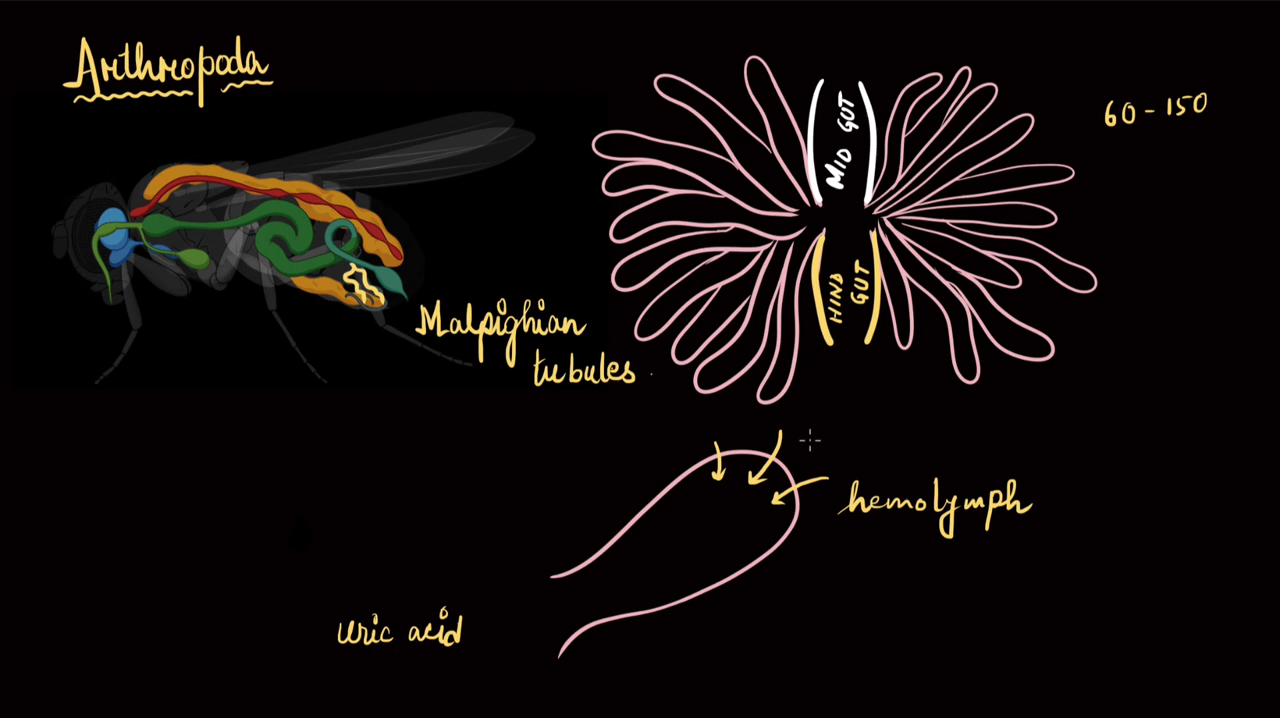 Arthropoda
Malpighian
tubules
MID GUT
HIND
GUT
60-150
hemolymph
Uric acid